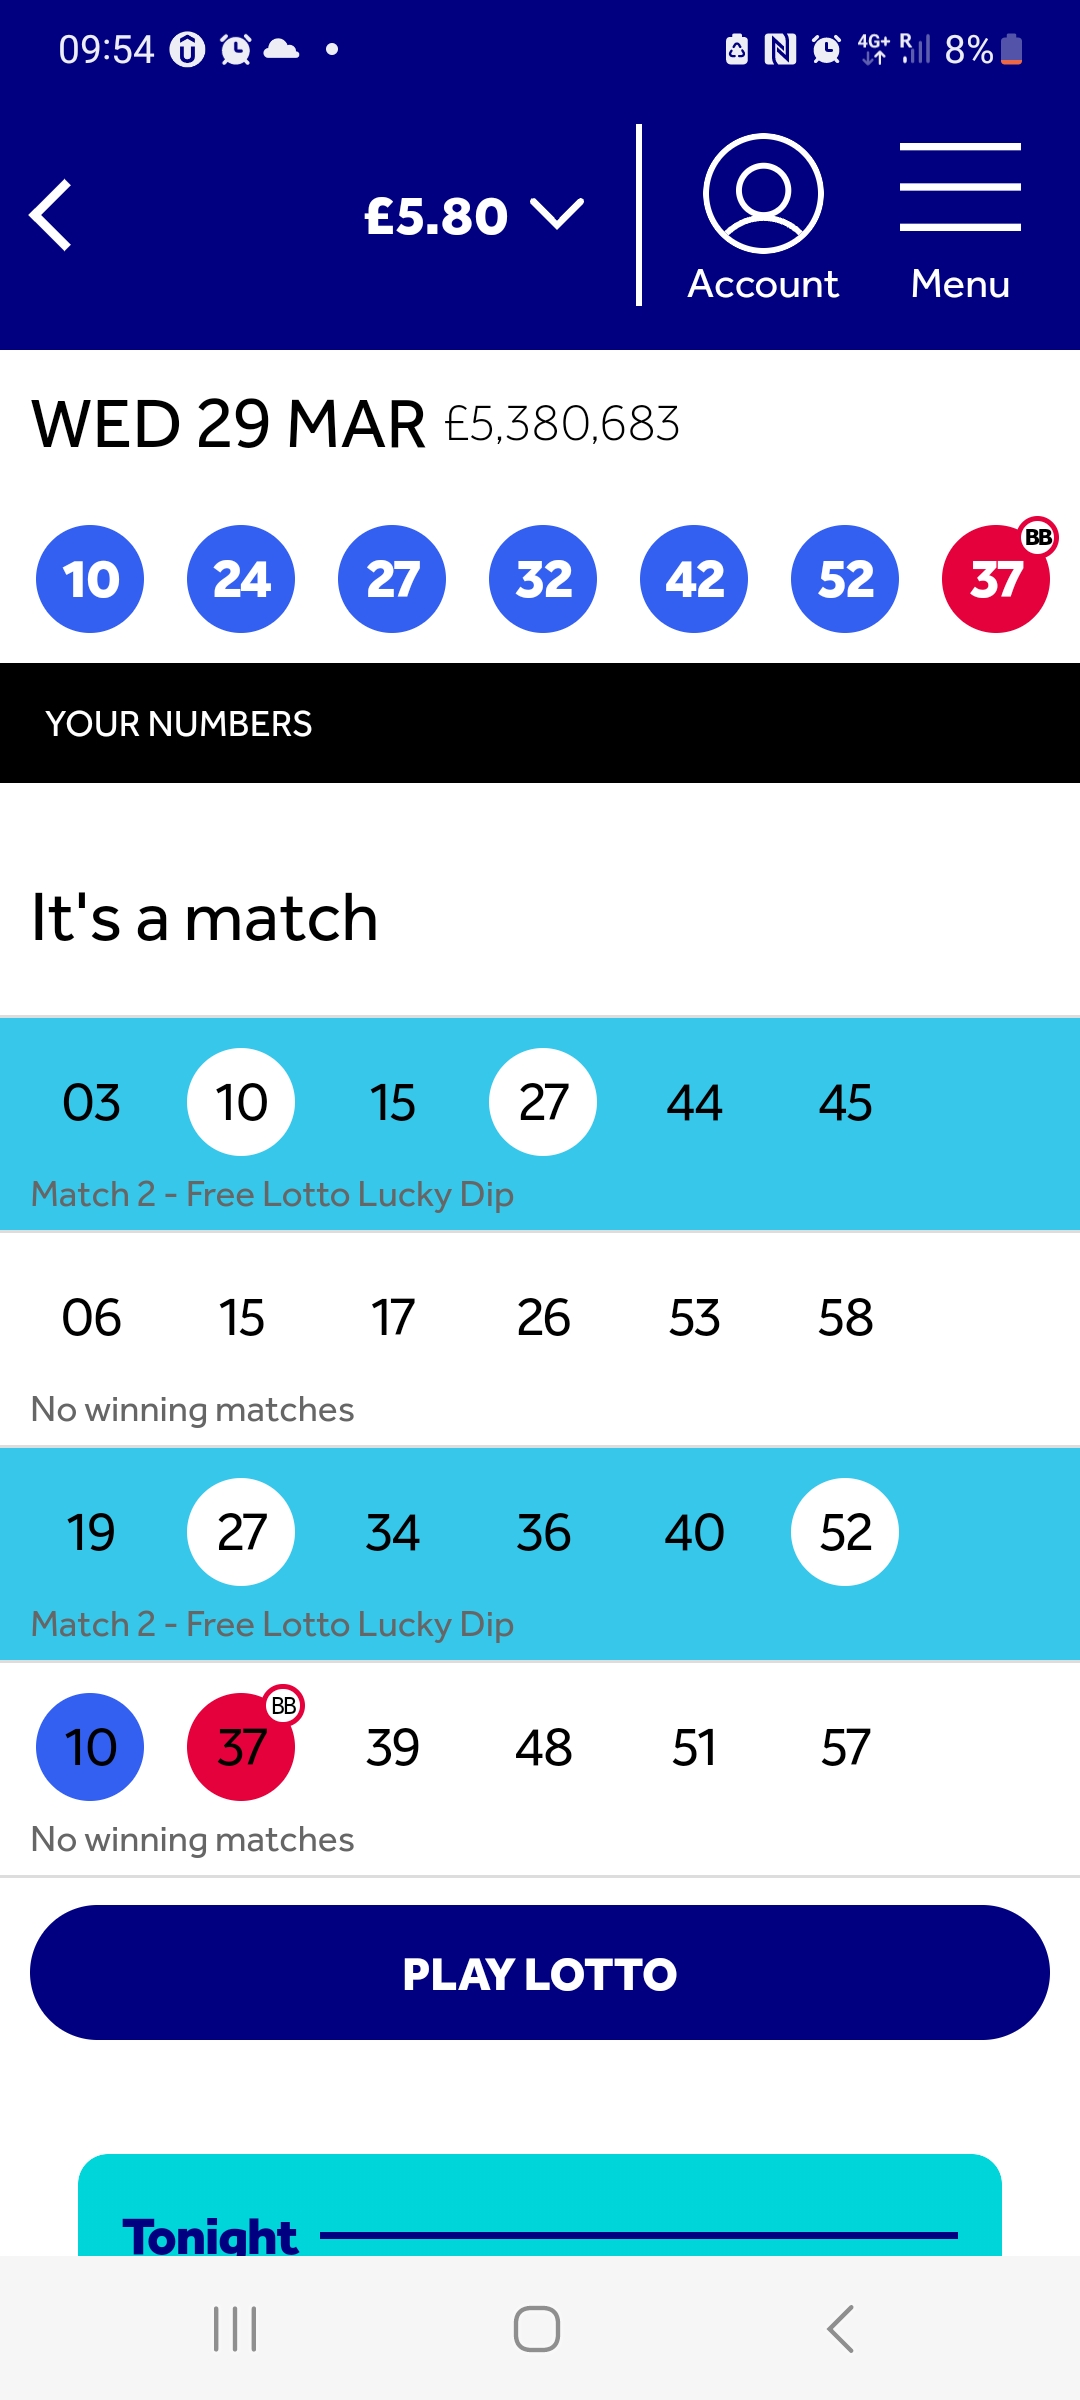 09:54 4G+ R 8%
£5.80
Account Menu
WED 29 MAR £5,380,683
10 24 27 32 42 52 37 BB
YOUR NUMBERS
It's a match
03 10 15 27 44 45
Match 2 - Free Lotto Lucky Dip
06 15 17 26 53 58
No winning matches
19 27 34 36 40 52
Match 2 - Free Lotto Lucky Dip
10 37 BB 39 48 51 57
No winning matches
PLAY LOTTO
Tonight